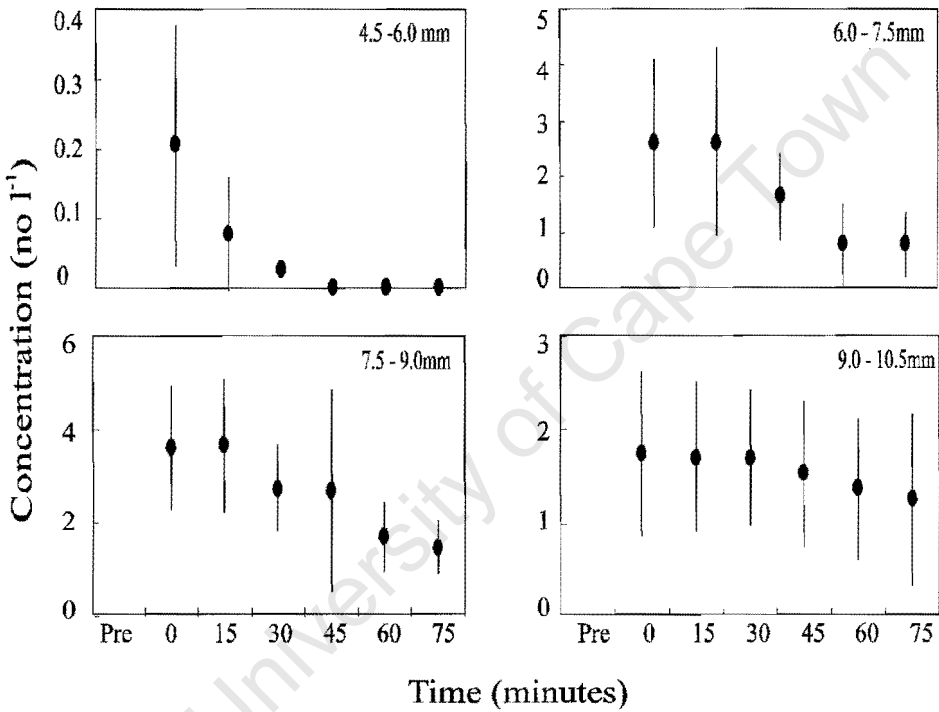 Concentration (no l⁻¹)
4.5 -6.0 mm
0.4
0.3
0.2
0.1
0
6.0 - 7.5mm
5
4
3
2
1
0
7.5 - 9.0mm
6
4
2
0
Pre 0 15 30 45 60 75
9.0 - 10.5mm
3
2
1
0
Pre 0 15 30 45 60 75
Time (minutes)
University of Cape Town